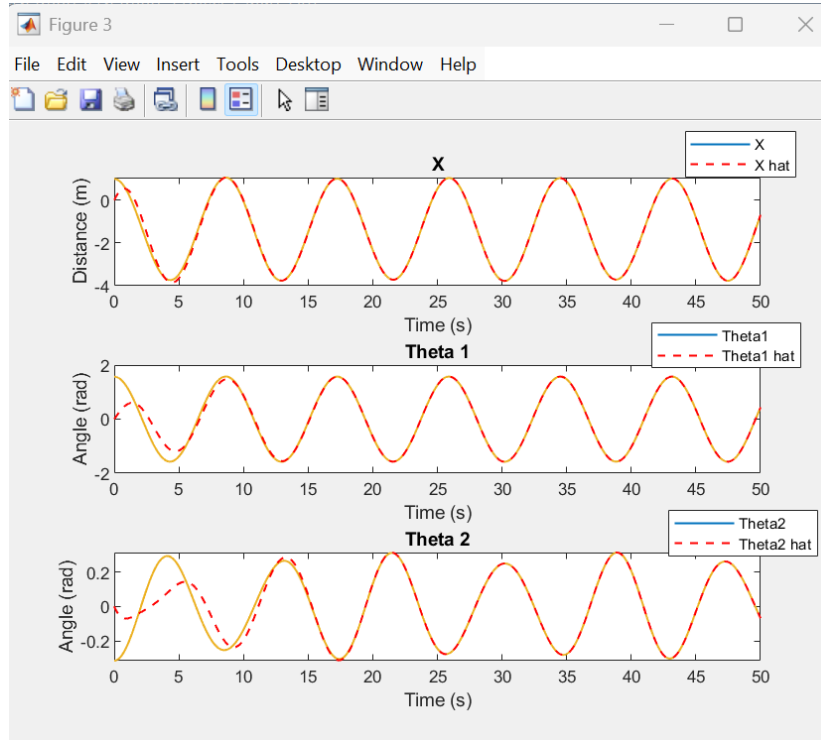 Figure 3
File Edit View Insert Tools Desktop Window Help
X
X hat
X
Distance (m)
0
-2
-4
0 5 10 15 20 25 30 35 40 45 50
Time (s)
Theta1
Theta1 hat
Theta 1
Angle (rad)
2
0
-2
0 5 10 15 20 25 30 35 40 45 50
Time (s)
Theta2
Theta2 hat
Theta 2
Angle (rad)
0.2
0
-0.2
0 5 10 15 20 25 30 35 40 45 50
Time (s)